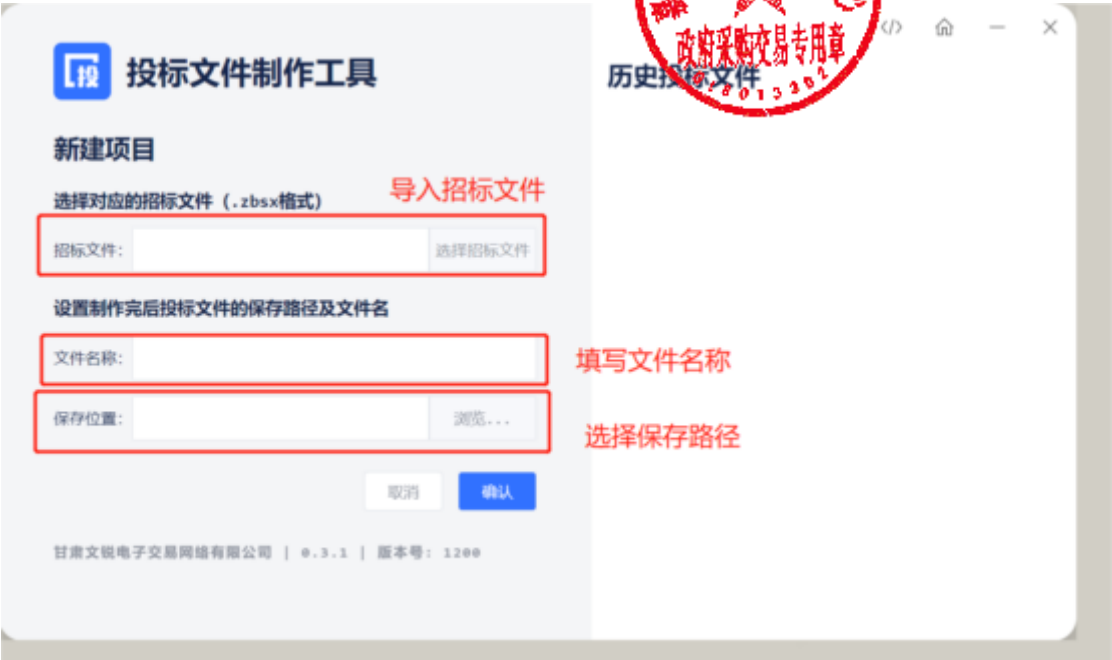 投
投标文件制作工具
新建项目
选择对应的招标文件（.zbsx格式）
导入招标文件
招标文件：
选择招标文件
设置制作完后投标文件的保存路径及文件名
文件名称：
填写文件名称
保存位置：
浏览...
选择保存路径
取消
确认
甘肃文锐电子交易网络有限公司 | 0.3.1 | 版本号：1200
</>
政府采购交易专用章
历史投标文件